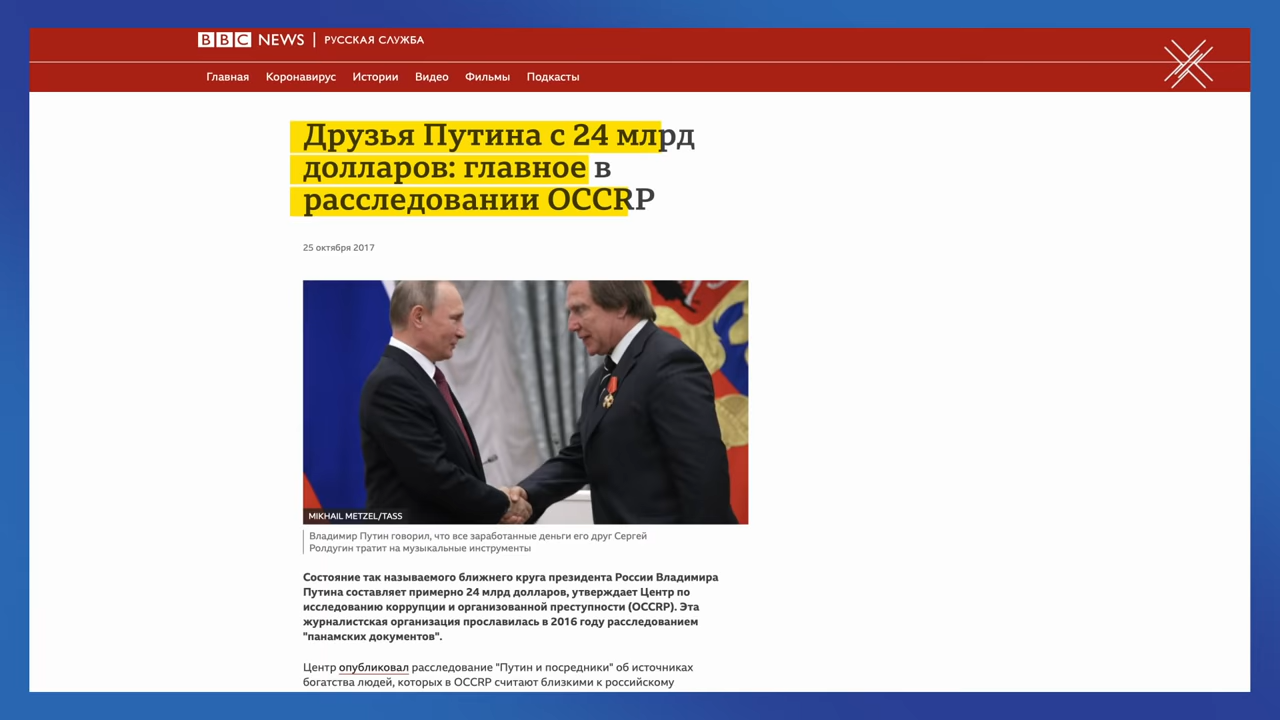 BBC NEWS | РУССКАЯ СЛУЖБА
Главная Коронавирус Истории Видео Фильмы Подкасты
Друзья Путина с 24 млрд
долларов: главное в
расследовании OCCRP
25 октября 2017
MIKHAIL METZEL/TASS
Владимир Путин говорил, что все заработанные деньги его друг Сергей
Ролдугин тратит на музыкальные инструменты
Состояние так называемого ближнего круга президента России Владимира
Путина составляет примерно 24 млрд долларов, утверждает Центр по
исследованию коррупции и организованной преступности (OCCRP). Эта
журналистская организация прославилась в 2016 году расследованием
"панамских документов".
Центр опубликовал расследование "Путин и посредники" об источниках
богатства людей, которых в OCCRP считают близкими к российскому